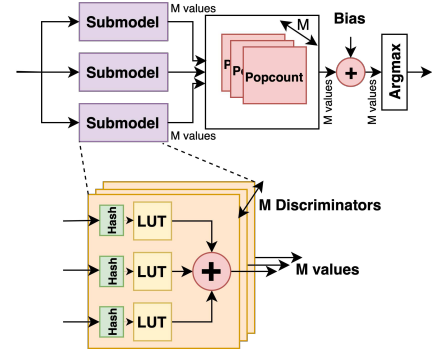 M values
Submodel
Submodel
Submodel
M values
M
P
P
Popcount
M values
Bias
+
M values
Argmax
M Discriminators
Hash
LUT
Hash
LUT
Hash
LUT
+
M values